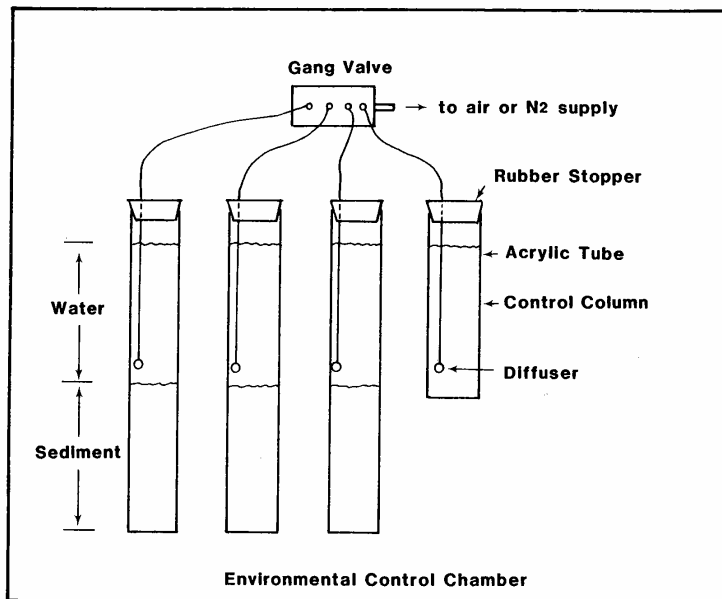 Gang Valve
to air or N2 supply
Rubber Stopper
Acrylic Tube
Water
Control Column
Diffuser
Sediment
Environmental Control Chamber